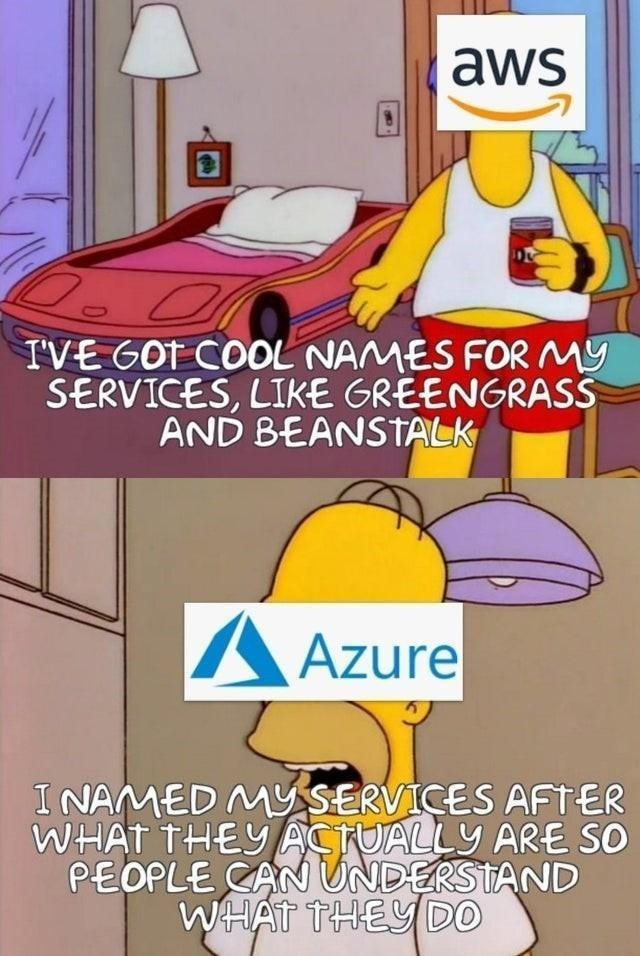 aws
I'VE GOT COOL NAMES FOR MY
SERVICES, LIKE GREENGRASS
AND BEANSTALK
Azure
I NAMED MY SERVICES AFTER
WHAT THEY ACTUALLY ARE SO
PEOPLE CAN UNDERSTAND
WHAT THEY DO